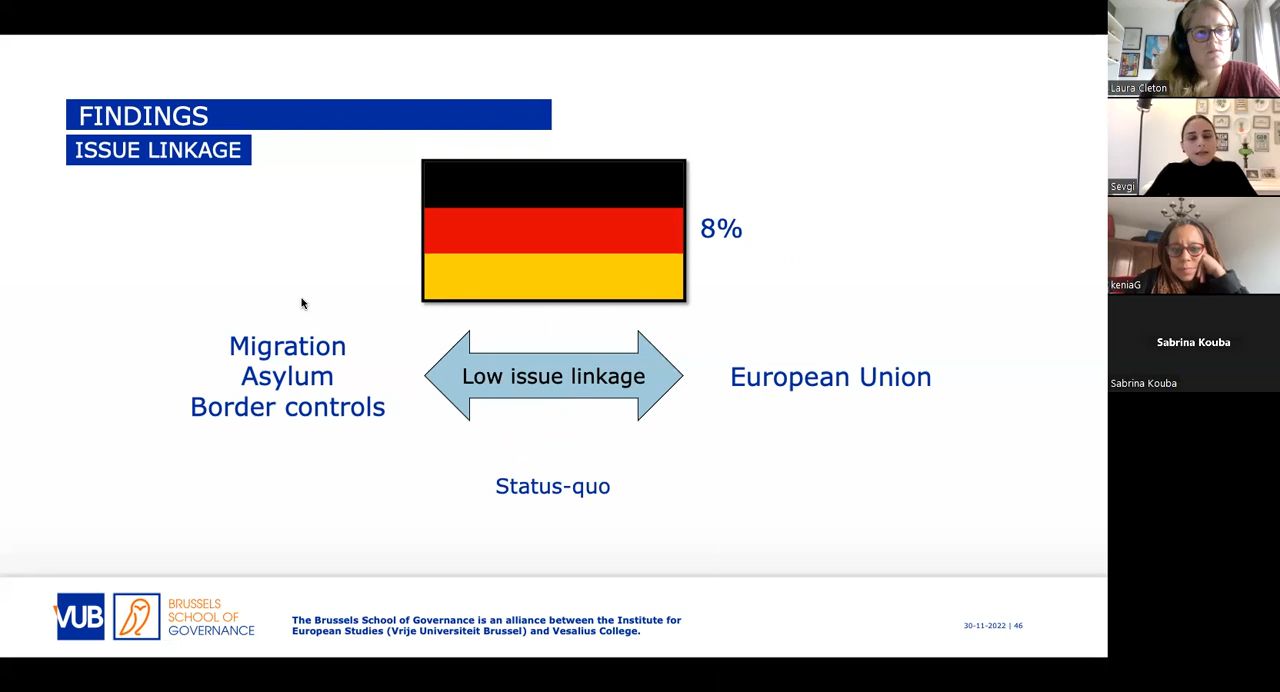 FINDINGS
ISSUE LINKAGE
8%
Migration
Asylum
Border controls
Low issue linkage
European Union
Status-quo
VUB
BRUSSELS
SCHOOL OF
GOVERNANCE
The Brussels School of Governance is an alliance between the Institute for
European Studies (Vrije Universiteit Brussel) and Vesalius College.
30-11-2022 | 46
Laura Cleton
Sevgi
keniaG
Sabrina Kouba
Sabrina Kouba